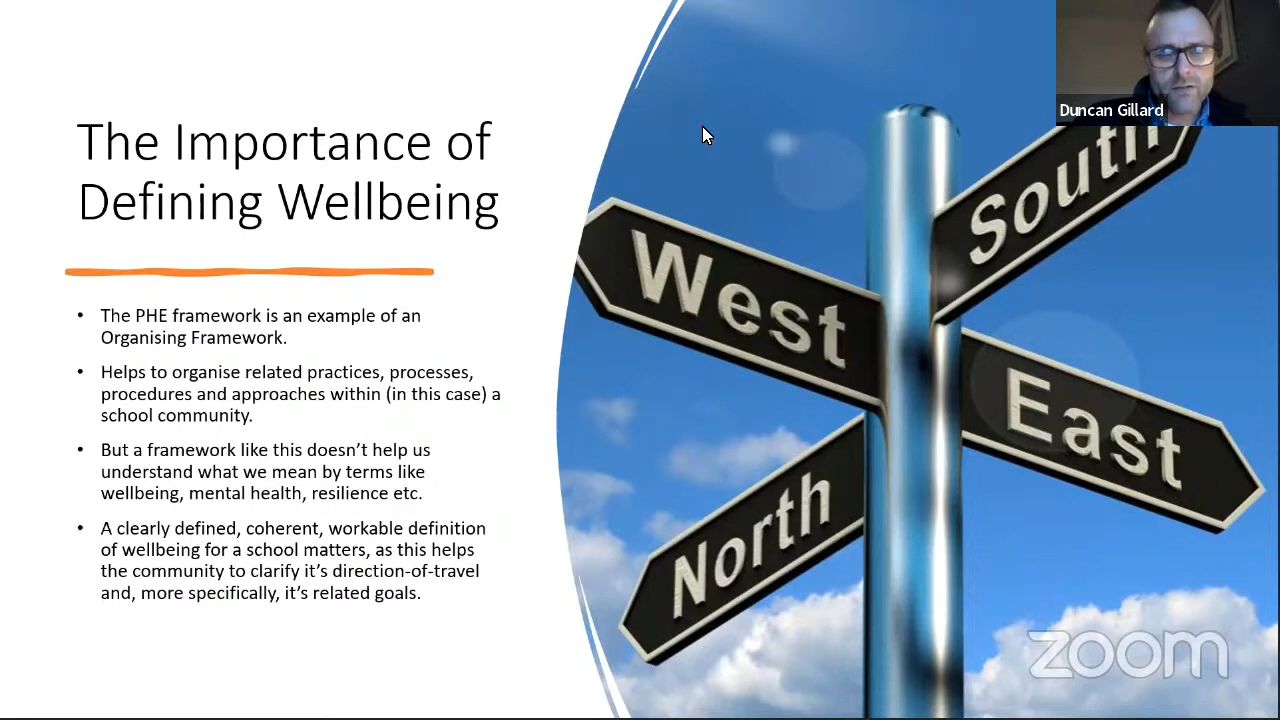 The Importance of
Defining Wellbeing
• The PHE framework is an example of an
Organising Framework.
• Helps to organise related practices, processes,
procedures and approaches within (in this case) a
school community.
• But a framework like this doesn’t help us
understand what we mean by terms like
wellbeing, mental health, resilience etc.
• A clearly defined, coherent, workable definition
of wellbeing for a school matters, as this helps
the community to clarify it’s direction-of-travel
and, more specifically, it’s related goals.
Duncan Gillard
South
West
East
North
zoom